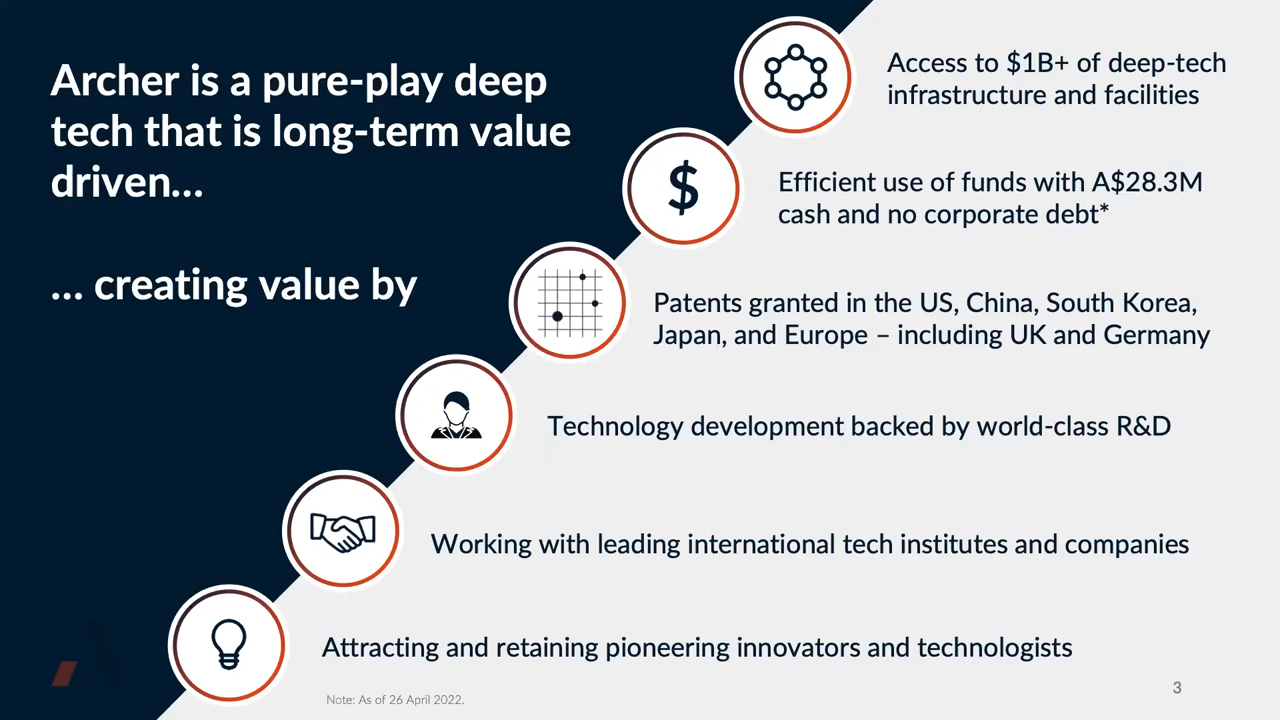 Archer is a pure-play deep
tech that is long-term value
driven...
... creating value by
Access to $1B+ of deep-tech
infrastructure and facilities
$
Efficient use of funds with A$28.3M
cash and no corporate debt*
Patents granted in the US, China, South Korea,
Japan, and Europe – including UK and Germany
Technology development backed by world-class R&D
Working with leading international tech institutes and companies
Attracting and retaining pioneering innovators and technologists
Note: As of 26 April 2022.
3